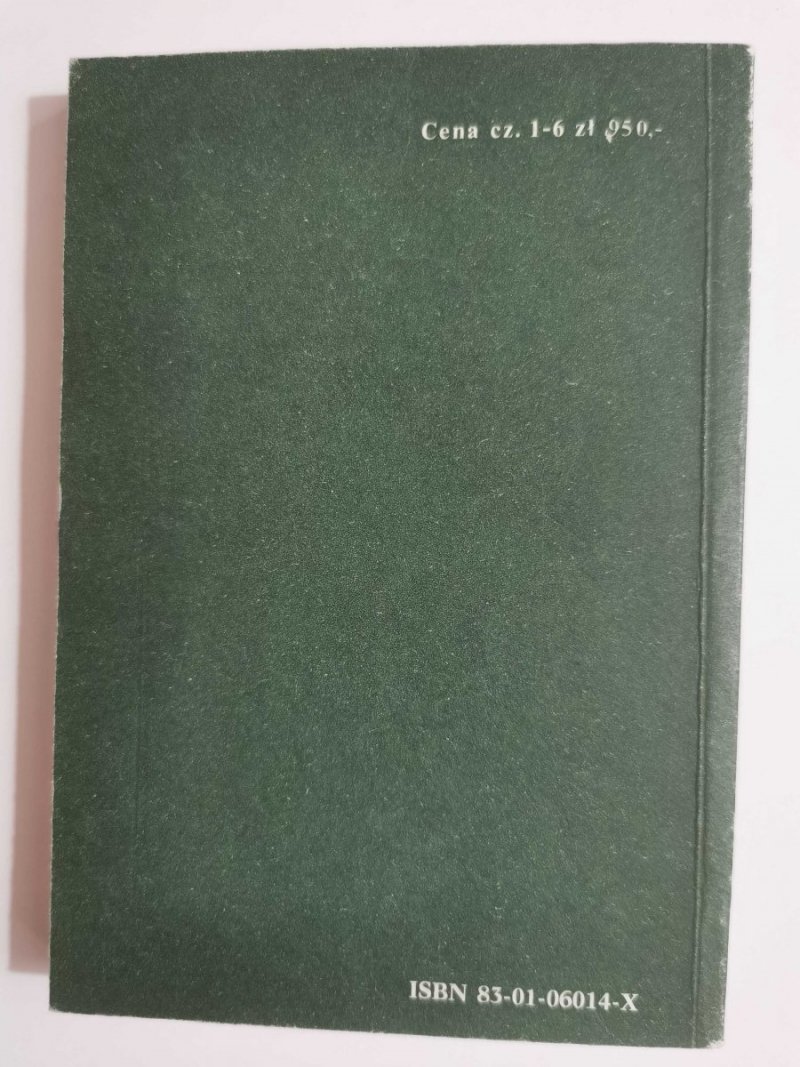 Cena cz. 1-6 zł 950,-
ISBN 83-01-06014-X